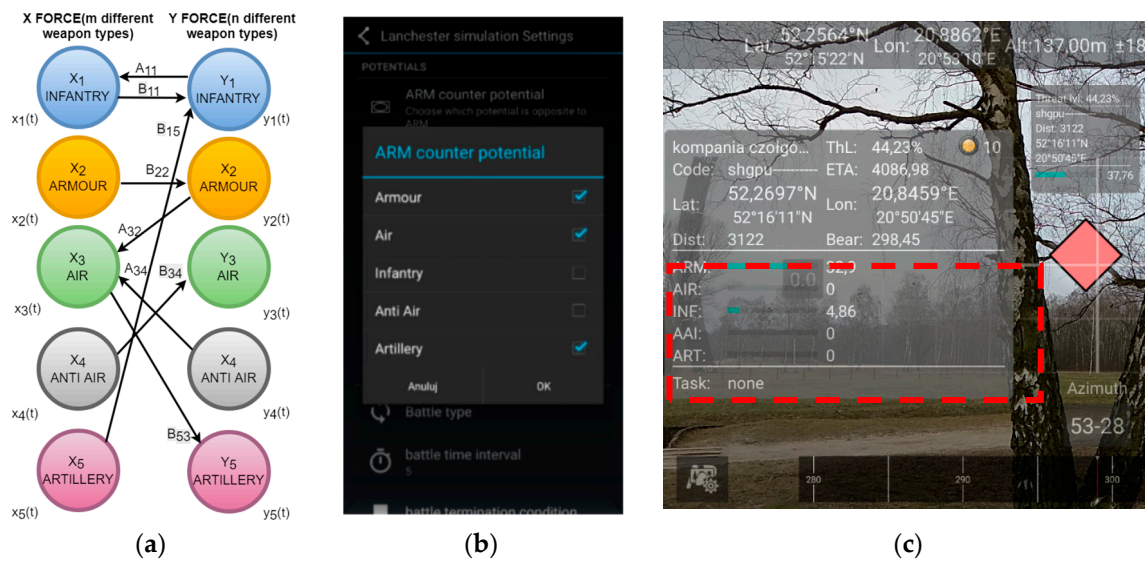 X FORCE(m different
weapon types)
Y FORCE(n different
weapon types)
X1
INFANTRY
A11
B11
Y1
INFANTRY
x1(t)
B15
y1(t)
X2
ARMOUR
B22
X2
ARMOUR
x2(t)
A32
y2(t)
X3
AIR
A34
B34
Y3
AIR
x3(t)
y3(t)
X4
ANTI AIR
X4
ANTI AIR
x4(t)
y4(t)
B53
X5
ARTILLERY
Y5
ARTILLERY
x5(t)
y5(t)
(a)
Lanchester simulation Settings
POTENTIALS
ARM counter potential
Choose which potential is opposite to
ARM
ARM counter potential
Armour
Air
Infantry
Anti Air
Artillery
Anuluj OK
Battle type
battle time interval
5
battle termination condition
(b)
Lat: 52,2564°N Lon: 20,8862°E Alt:137,00m ±18
52°15'22"N 20°53'10"E
Threat lvl: 44,23%
shgpu-----------
Dist: 3122
52°16'11"N
20°50'45"E
37,76
kompania czołgó... ThL: 44,23% 10
Code: shgpu----------- ETA: 4086,98
Lat: 52,2697°N Lon: 20,8459°E
52°16'11"N 20°50'45"E
Dist: 3122 Bear: 298,45
ARM: 32,9
0.0
AIR: 0
INF: 4,86
AAI: 0
ART: 0
Task: none
Azimuth
53-28
280 290 300
(c)